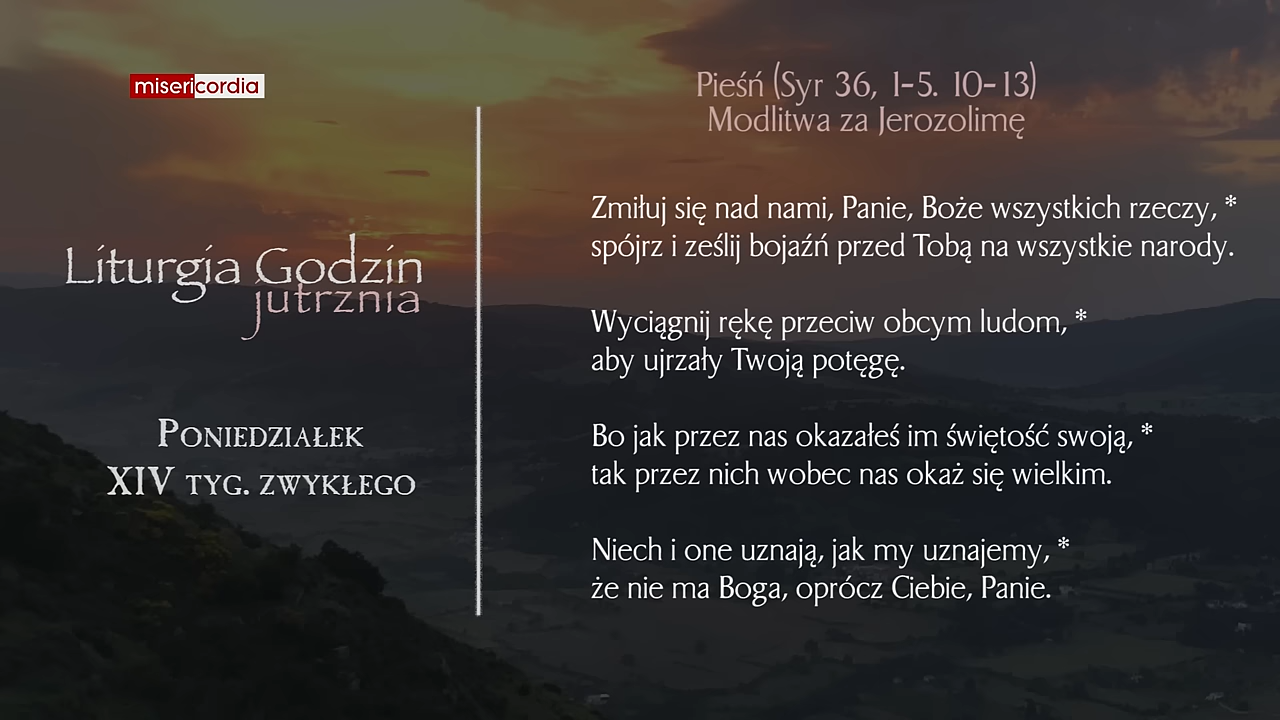 misericordia
Liturgia Godzin
jutrznia
Poniedziałek
XIV tyg. zwykłego
Pieśń (Syr 36, 1-5. 10-13)
Modlitwa za Jerozolimę
Zmiłuj się nad nami, Panie, Boże wszystkich rzeczy, *
spójrz i ześlij bojaźń przed Tobą na wszystkie narody.
Wyciągnij rękę przeciw obcym ludom, *
aby ujrzały Twoją potęgę.
Bo jak przez nas okazałeś im świętość swoją, *
tak przez nich wobec nas okaż się wielkim.
Niech i one uznają, jak my uznajemy, *
że nie ma Boga, oprócz Ciebie, Panie.